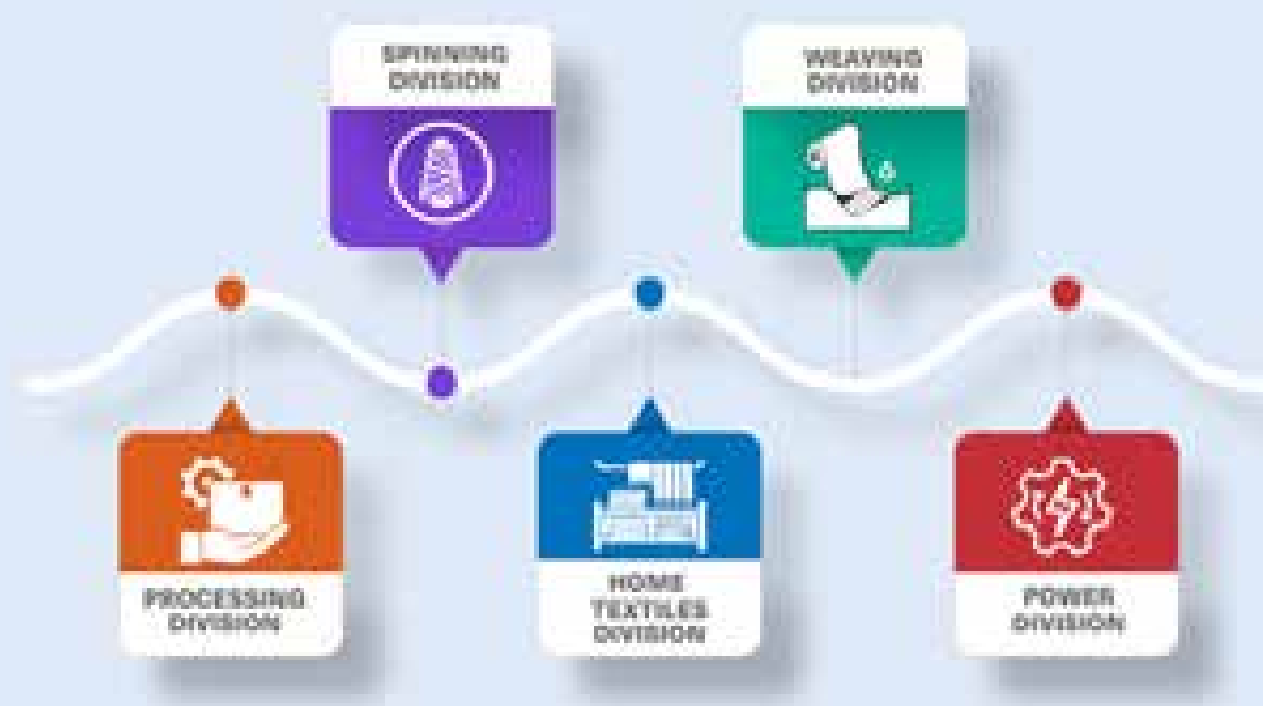 SPINNING
DIVISION
WEAVING
DIVISION
PROCESSING
DIVISION
HOME
TEXTILES
DIVISION
POWER
DIVISION